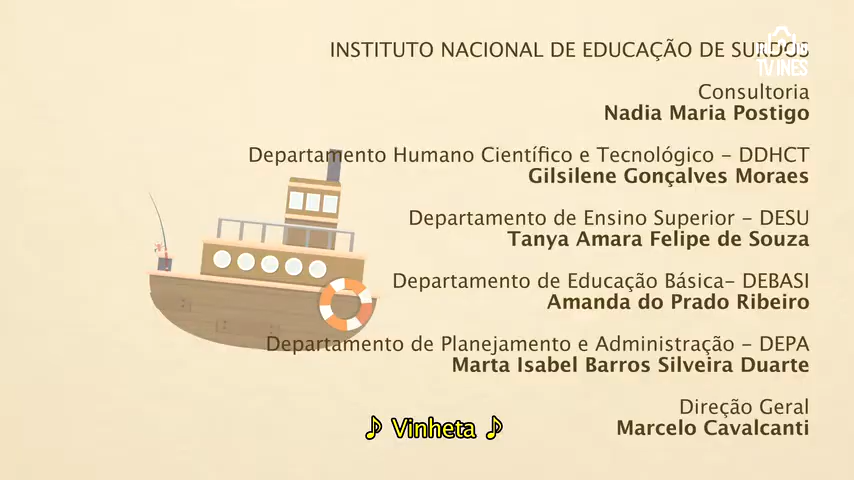 INSTITUTO NACIONAL DE EDUCAÇÃO DE SURDOS
TV INES
Consultoria
Nadia Maria Postigo
Departamento Humano Científico e Tecnológico - DDHCT
Gilsilene Gonçalves Moraes
Departamento de Ensino Superior - DESU
Tanya Amara Felipe de Souza
Departamento de Educação Básica- DEBASI
Amanda do Prado Ribeiro
Departamento de Planejamento e Administração - DEPA
Marta Isabel Barros Silveira Duarte
Direção Geral
Marcelo Cavalcanti
♪ Vinheta ♪